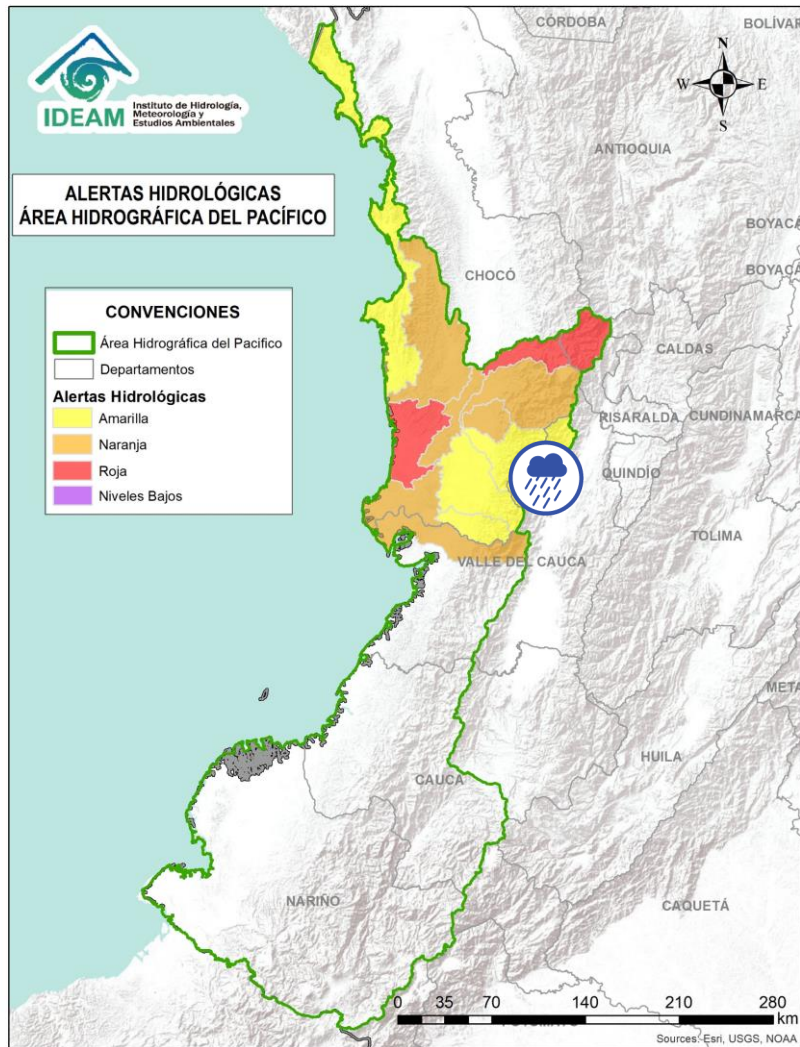 IDEAM
Instituto de Hidrología,
Meteorología y
Estudios Ambientales
ALERTAS HIDROLÓGICAS
ÁREA HIDROGRÁFICA DEL PACÍFICO
CONVENCIONES
Área Hidrográfica del Pacifico
Departamentos
Alertas Hidrológicas
Amarilla
Naranja
Roja
Niveles Bajos
N
W E
S
CÓRDOBA
BOLÍVAR
ANTIOQUIA
BOYACÁ
BOYACÁ
CHOCÓ
CALDAS
RISARALDA
CUNDINAMARCA
QUINDÍO
TOLIMA
VALLE DEL CAUCA
META
HUILA
CAUCA
NARIÑO
CAQUETÁ
0 35 70 140 210 280
km
Sources: Esri, USGS, NOAA